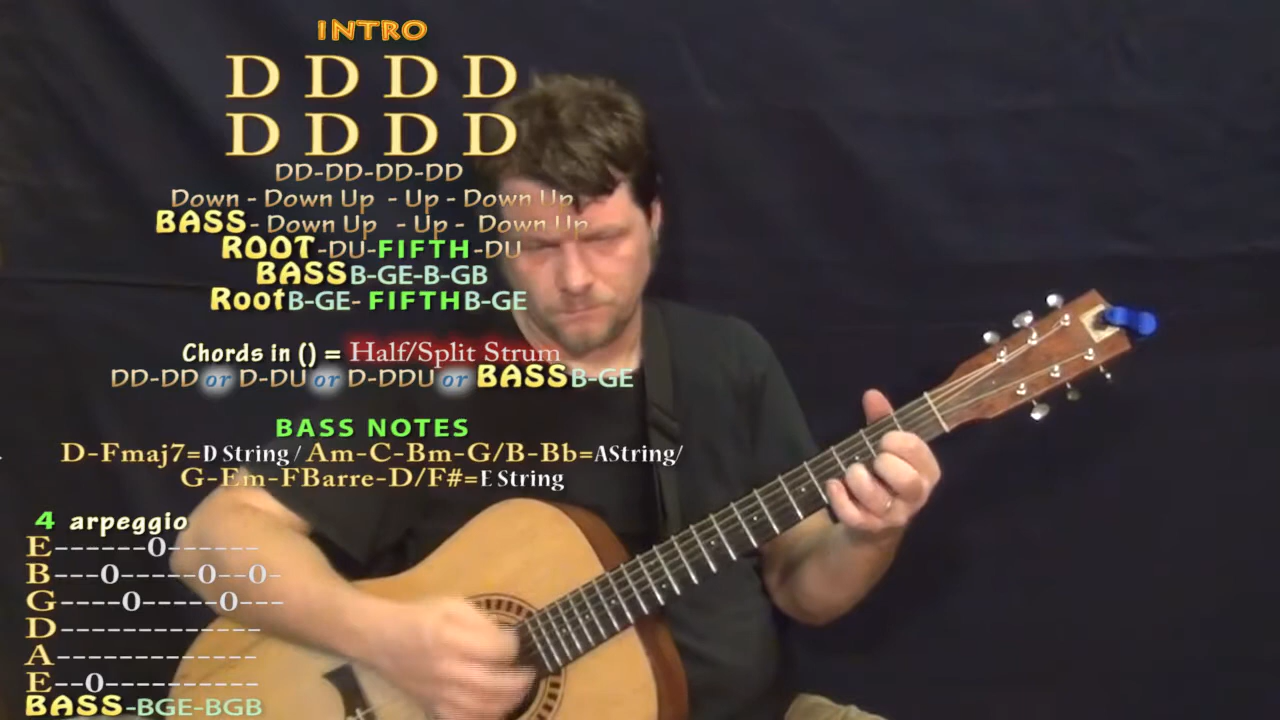 INTRO
D D D D
D D D D
DD-DD-DD-DD
Down - Down Up - Up - Down Up
BASS - Down Up - Up - Down Up
ROOT-DU-FIFTH-DU
BASSB-GE-B-GB
RootB-GE- FIFTHB-GE
Chords in () = Half/Split Strum
DD-DD or D-DU or D-DDU or BASSB-GE
BASS NOTES
D-Fmaj7=D String / Am-C-Bm-G/B-Bb=AString/
G-Em-FBarre-D/F#=E String
4 arpeggio
E------0------
B---0-----0--0-
G----0-----0---
D-------------
A-------------
E--0----------
BASS-BGE-BGB